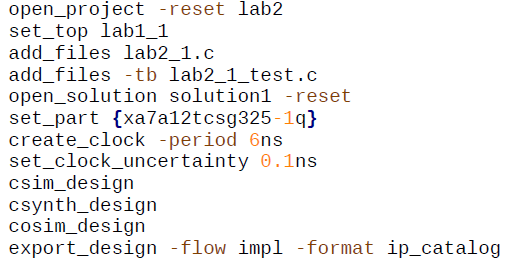 open_project -reset lab2
set_top lab1_1
add_files lab2_1.c
add_files -tb lab2_1_test.c
open_solution solution1 -reset
set_part {xa7a12tcsg325-1q}
create_clock -period 6ns
set_clock_uncertainty 0.1ns
csim_design
csynth_design
cosim_design
export_design -flow impl -format ip_catalog